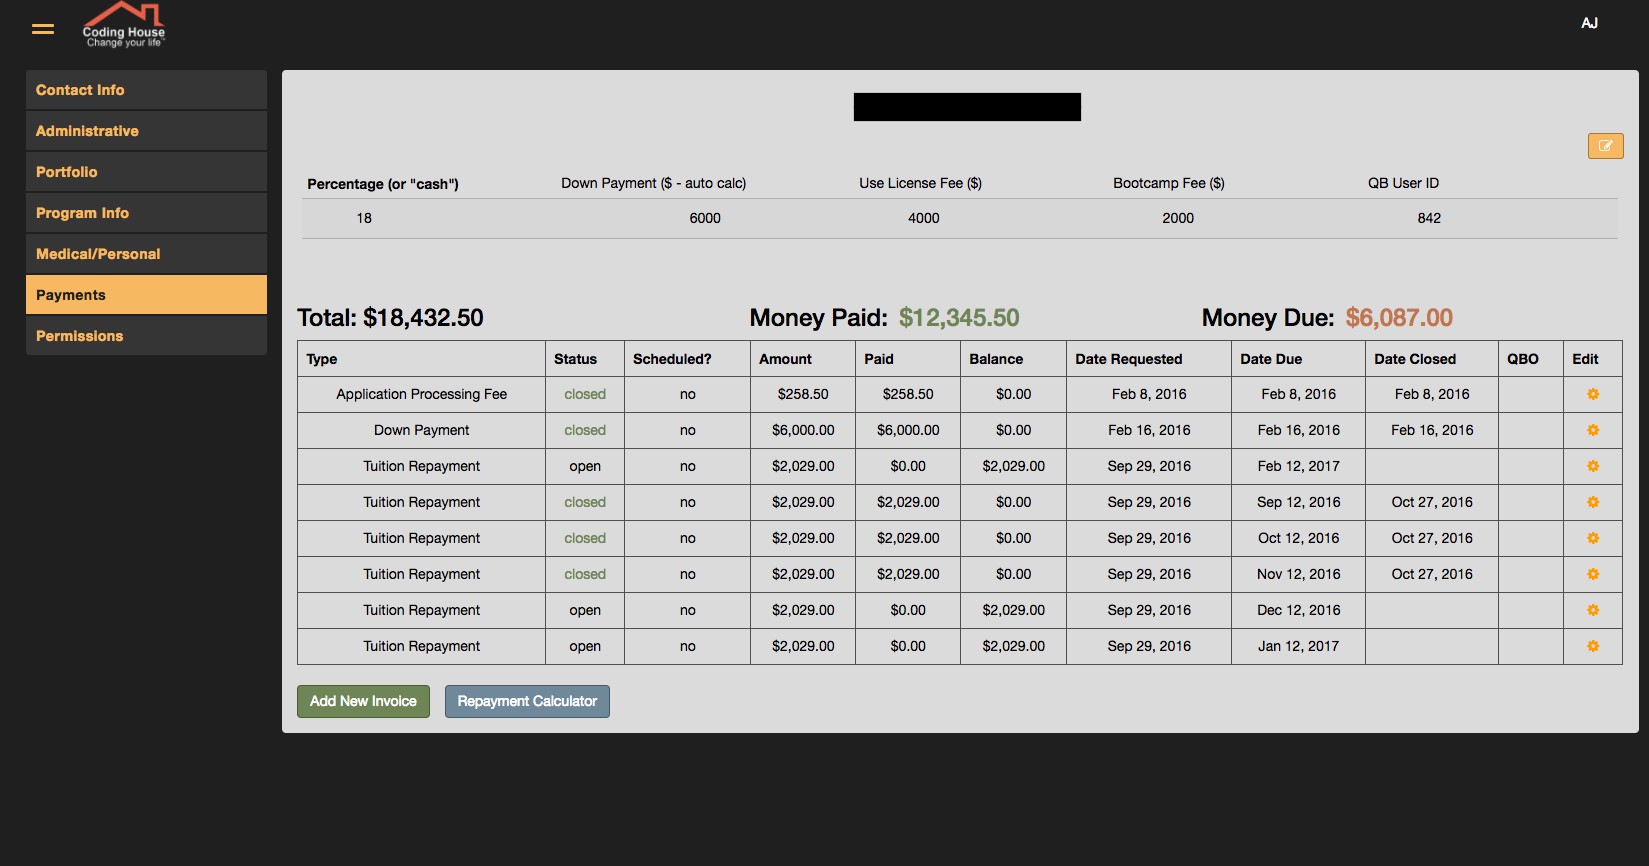 Coding House
Change your life™
AJ
Contact Info
Administrative
Portfolio
Program Info
Medical/Personal
Payments
Permissions
Percentage (or "cash") Down Payment ($ - auto calc) Use License Fee ($) Bootcamp Fee ($) QB User ID
18 6000 4000 2000 842
Total: $18,432.50 Money Paid: $12,345.50 Money Due: $6,087.00
Type Status Scheduled? Amount Paid Balance Date Requested Date Due Date Closed QBO Edit
Application Processing Fee closed no $258.50 $258.50 $0.00 Feb 8, 2016 Feb 8, 2016 Feb 8, 2016
Down Payment closed no $6,000.00 $6,000.00 $0.00 Feb 16, 2016 Feb 16, 2016 Feb 16, 2016
Tuition Repayment open no $2,029.00 $0.00 $2,029.00 Sep 29, 2016 Feb 12, 2017
Tuition Repayment closed no $2,029.00 $2,029.00 $0.00 Sep 29, 2016 Sep 12, 2016 Oct 27, 2016
Tuition Repayment closed no $2,029.00 $2,029.00 $0.00 Sep 29, 2016 Oct 12, 2016 Oct 27, 2016
Tuition Repayment closed no $2,029.00 $2,029.00 $0.00 Sep 29, 2016 Nov 12, 2016 Oct 27, 2016
Tuition Repayment open no $2,029.00 $0.00 $2,029.00 Sep 29, 2016 Dec 12, 2016
Tuition Repayment open no $2,029.00 $0.00 $2,029.00 Sep 29, 2016 Jan 12, 2017
Add New Invoice Repayment Calculator